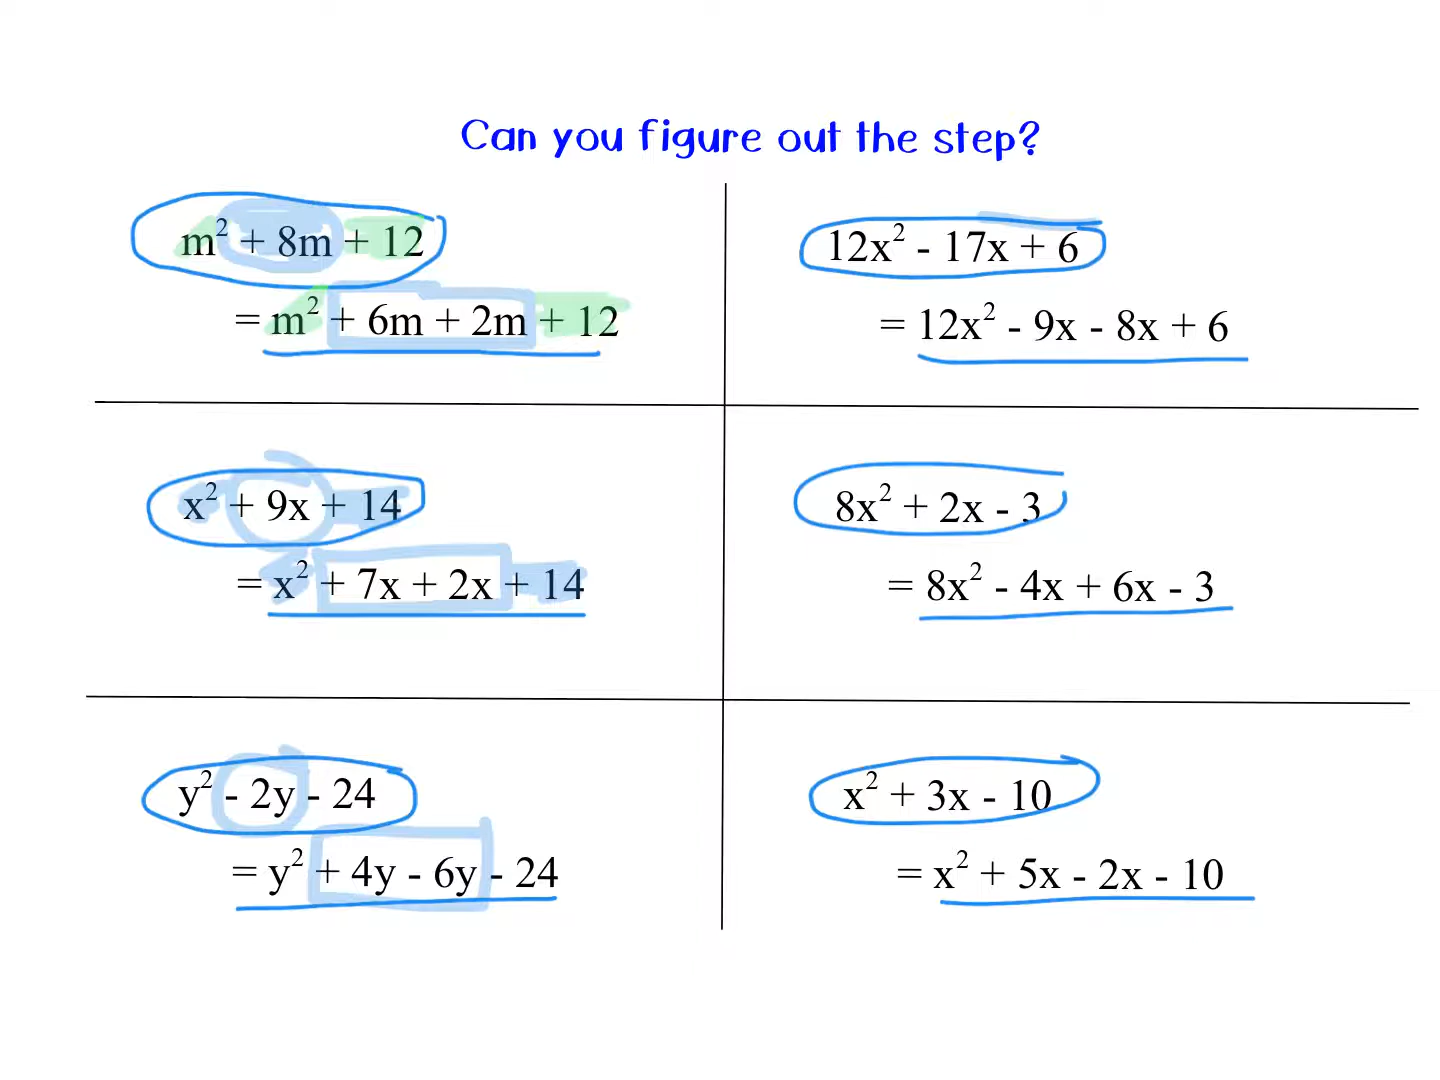 Can you figure out the step?
m² + 8m + 12
= m² + 6m + 2m + 12
12x² - 17x + 6
= 12x² - 9x - 8x + 6
x² + 9x + 14
= x² + 7x + 2x + 14
8x² + 2x - 3
= 8x² - 4x + 6x - 3
y² - 2y - 24
= y² + 4y - 6y - 24
x² + 3x - 10
= x² + 5x - 2x - 10